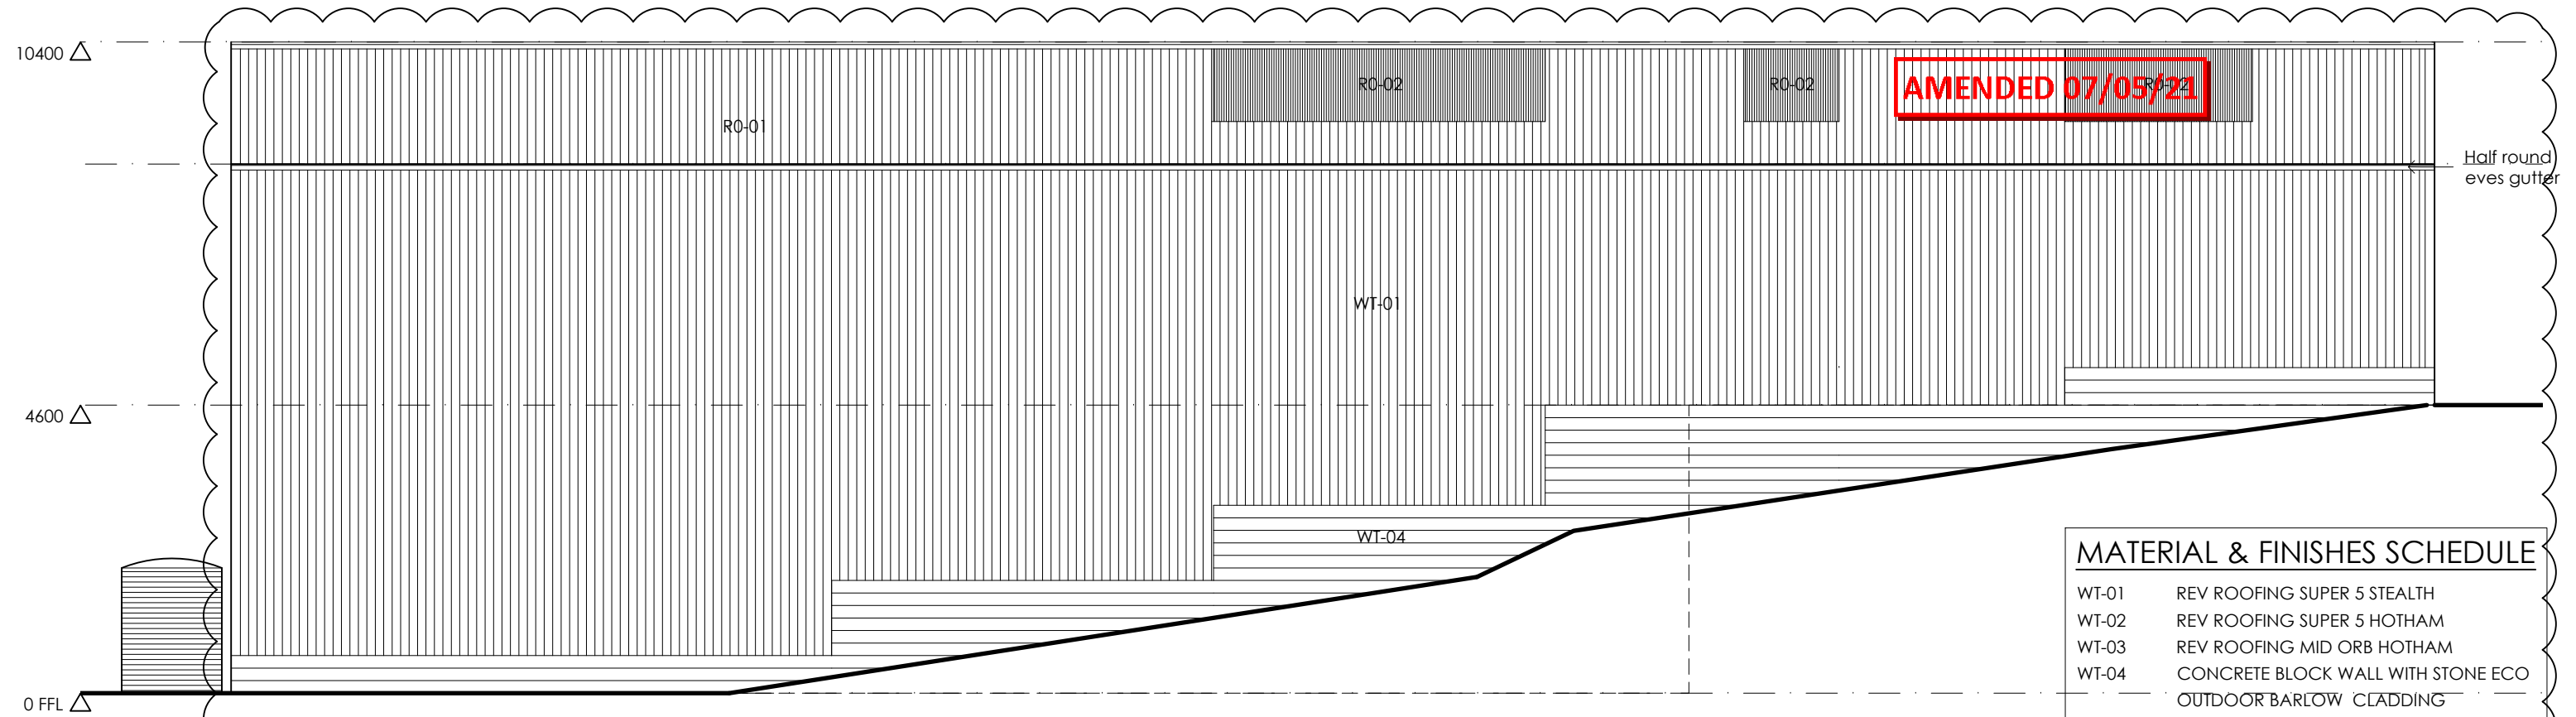 10400
R0-02
R0-02
AMENDED 07/05/21
R0-02
R0-01
Half round
eves gutter
WT-01
4600
WT-04
MATERIAL & FINISHES SCHEDULE
WT-01 REV ROOFING SUPER 5 STEALTH
WT-02 REV ROOFING SUPER 5 HOTHAM
WT-03 REV ROOFING MID ORB HOTHAM
WT-04 CONCRETE BLOCK WALL WITH STONE ECO
OUTDOOR BARLOW CLADDING
0 FFL